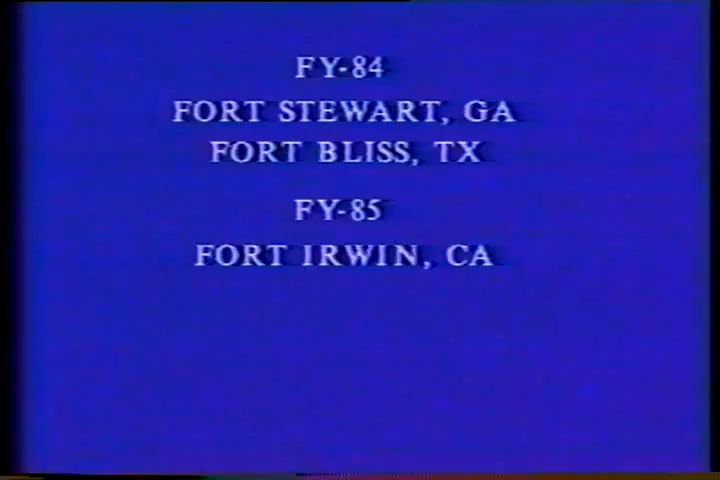 FY-84
FORT STEWART, GA
FORT BLISS, TX
FY-85
FORT IRWIN, CA